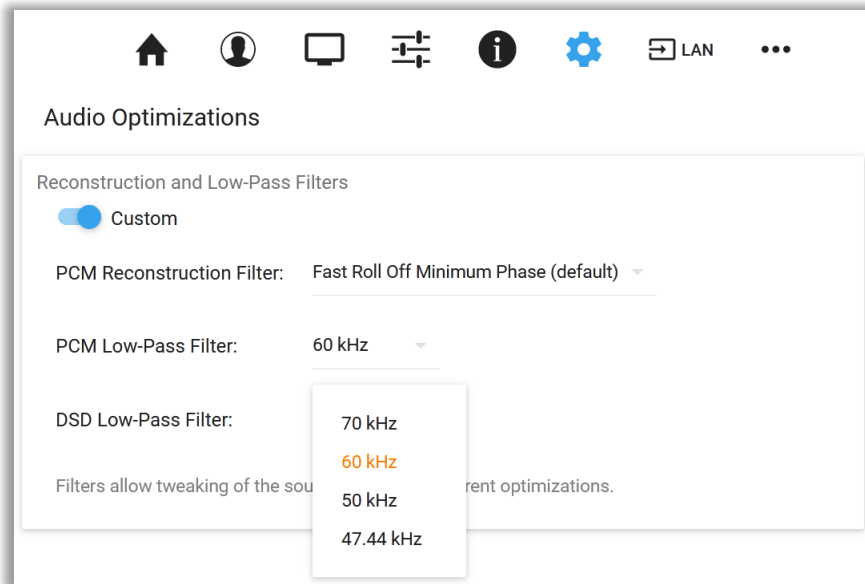 LAN
Audio Optimizations
Reconstruction and Low-Pass Filters
Custom
PCM Reconstruction Filter: Fast Roll Off Minimum Phase (default)
PCM Low-Pass Filter: 60 kHz
DSD Low-Pass Filter:
70 kHz
60 kHz
50 kHz
47.44 kHz
Filters allow tweaking of the optimizations.